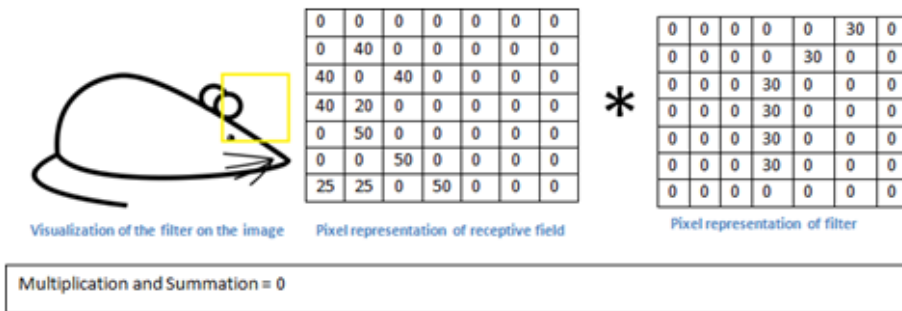 0 0 0 0 0 0 0
0 40 0 0 0 0 0
40 0 40 0 0 0 0
40 20 0 0 0 0 0
0 50 0 0 0 0 0
0 0 50 0 0 0 0
25 25 0 50 0 0 0
*
0 0 0 0 0 30 0
0 0 0 0 30 0 0
0 0 0 30 0 0 0
0 0 0 30 0 0 0
0 0 0 30 0 0 0
0 0 0 30 0 0 0
0 0 0 0 0 0 0
Visualization of the filter on the image
Pixel representation of receptive field
Pixel representation of filter
Multiplication and Summation = 0